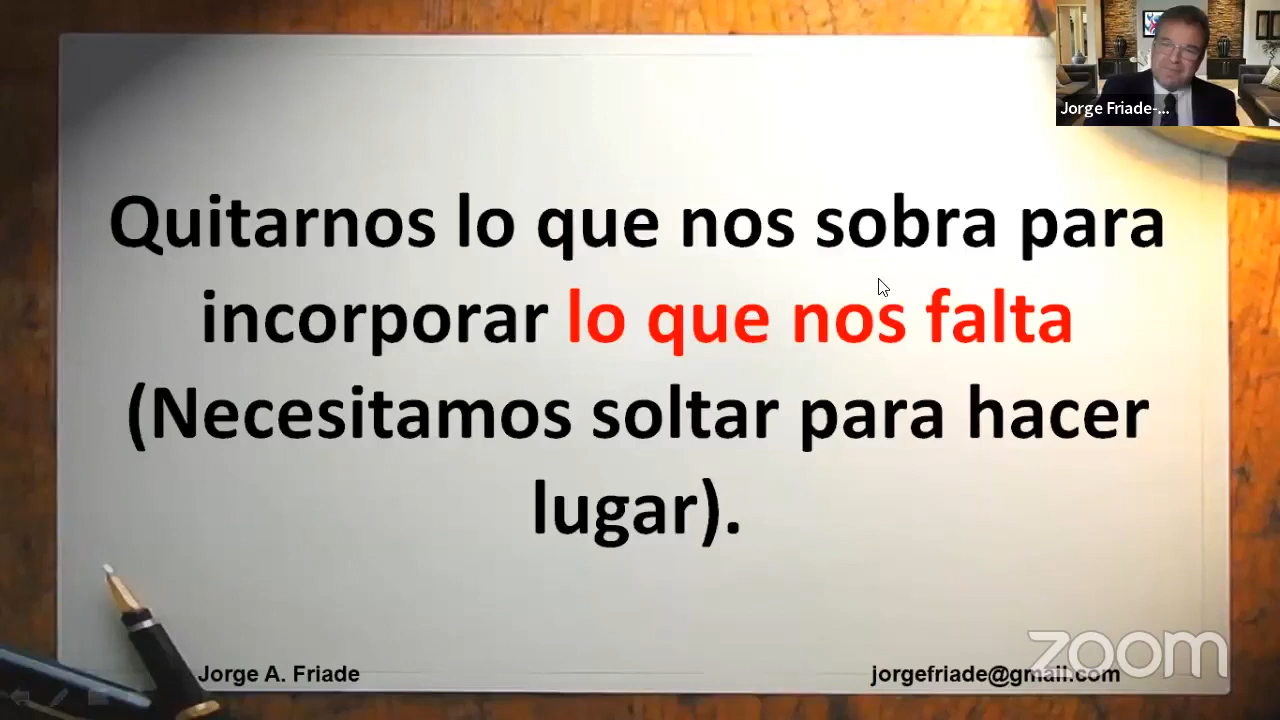 Jorge Friade-...
Quitarnos lo que nos sobra para
incorporar lo que nos falta
(Necesitamos soltar para hacer
lugar).
zoom
Jorge A. Friade
jorgefriade@gmail.com